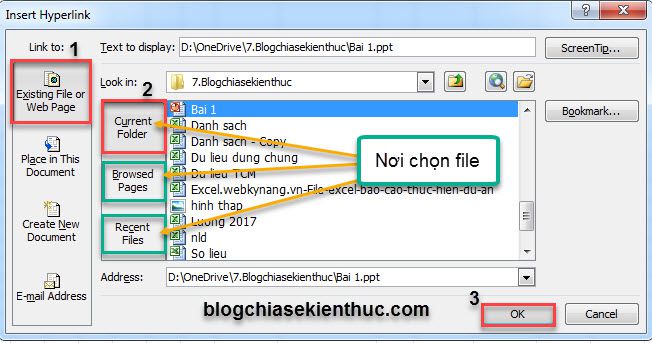 Insert Hyperlink
Link to:
1
Text to display:
D:\OneDrive\7.Blogchiasekienthuc\Bai 1.ppt
ScreenTip...
Existing File or
Web Page
2
Look in:
7.Blogchiasekienthuc
Bookmark...
Current
Folder
Bai 1
Danh sach
Danh sach - Copy
Du lieu dung chung
Du lieu TCM
Excel.webkynang.vn-File-excel-bao-cao-thuc-hien-du-an
hinh thap
Luong 2017
nld
So lieu
Nơi chọn file
Place in This
Document
Browsed
Pages
Create New
Document
Recent
Files
E-mail Address
Address:
D:\OneDrive\7.Blogchiasekienthuc\Bai 1.ppt
blogchiasekienthuc.com
3
OK
Cancel